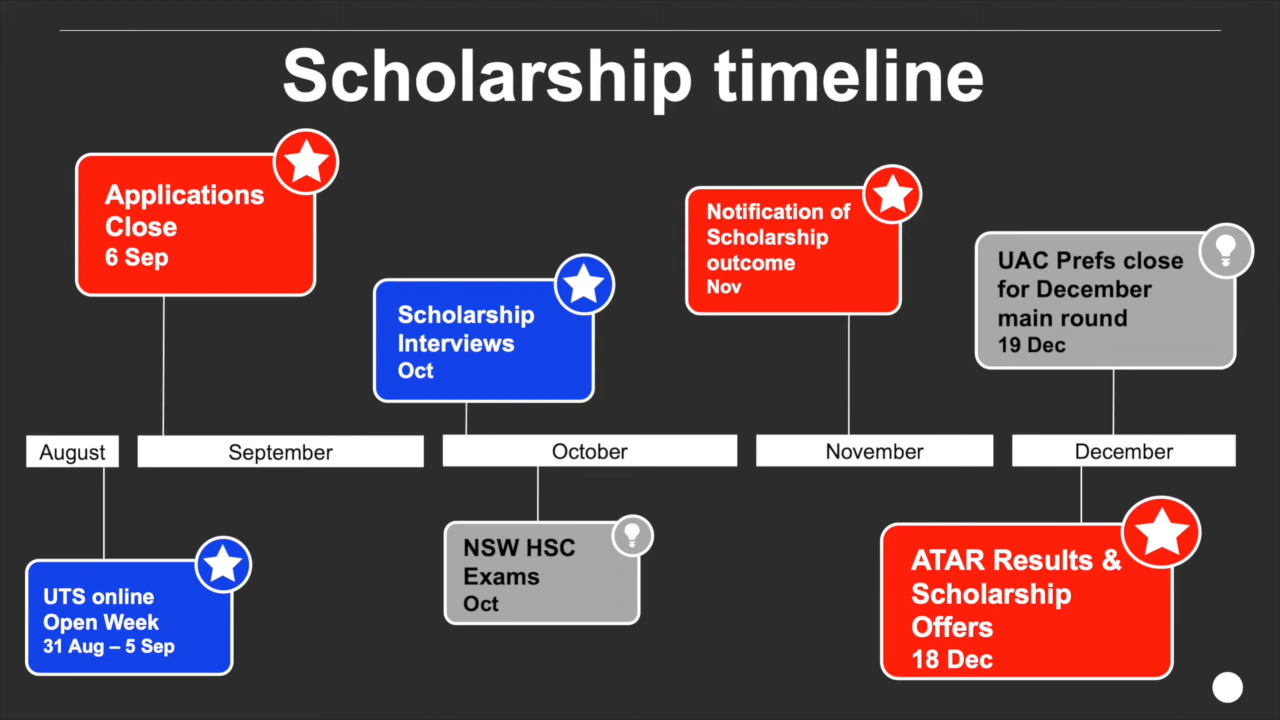 Scholarship timeline
Applications
Close
6 Sep
Scholarship
Interviews
Oct
Notification of
Scholarship
outcome
Nov
UAC Prefs close
for December
main round
19 Dec
August
September
October
November
December
UTS online
Open Week
31 Aug – 5 Sep
NSW HSC
Exams
Oct
ATAR Results &
Scholarship
Offers
18 Dec